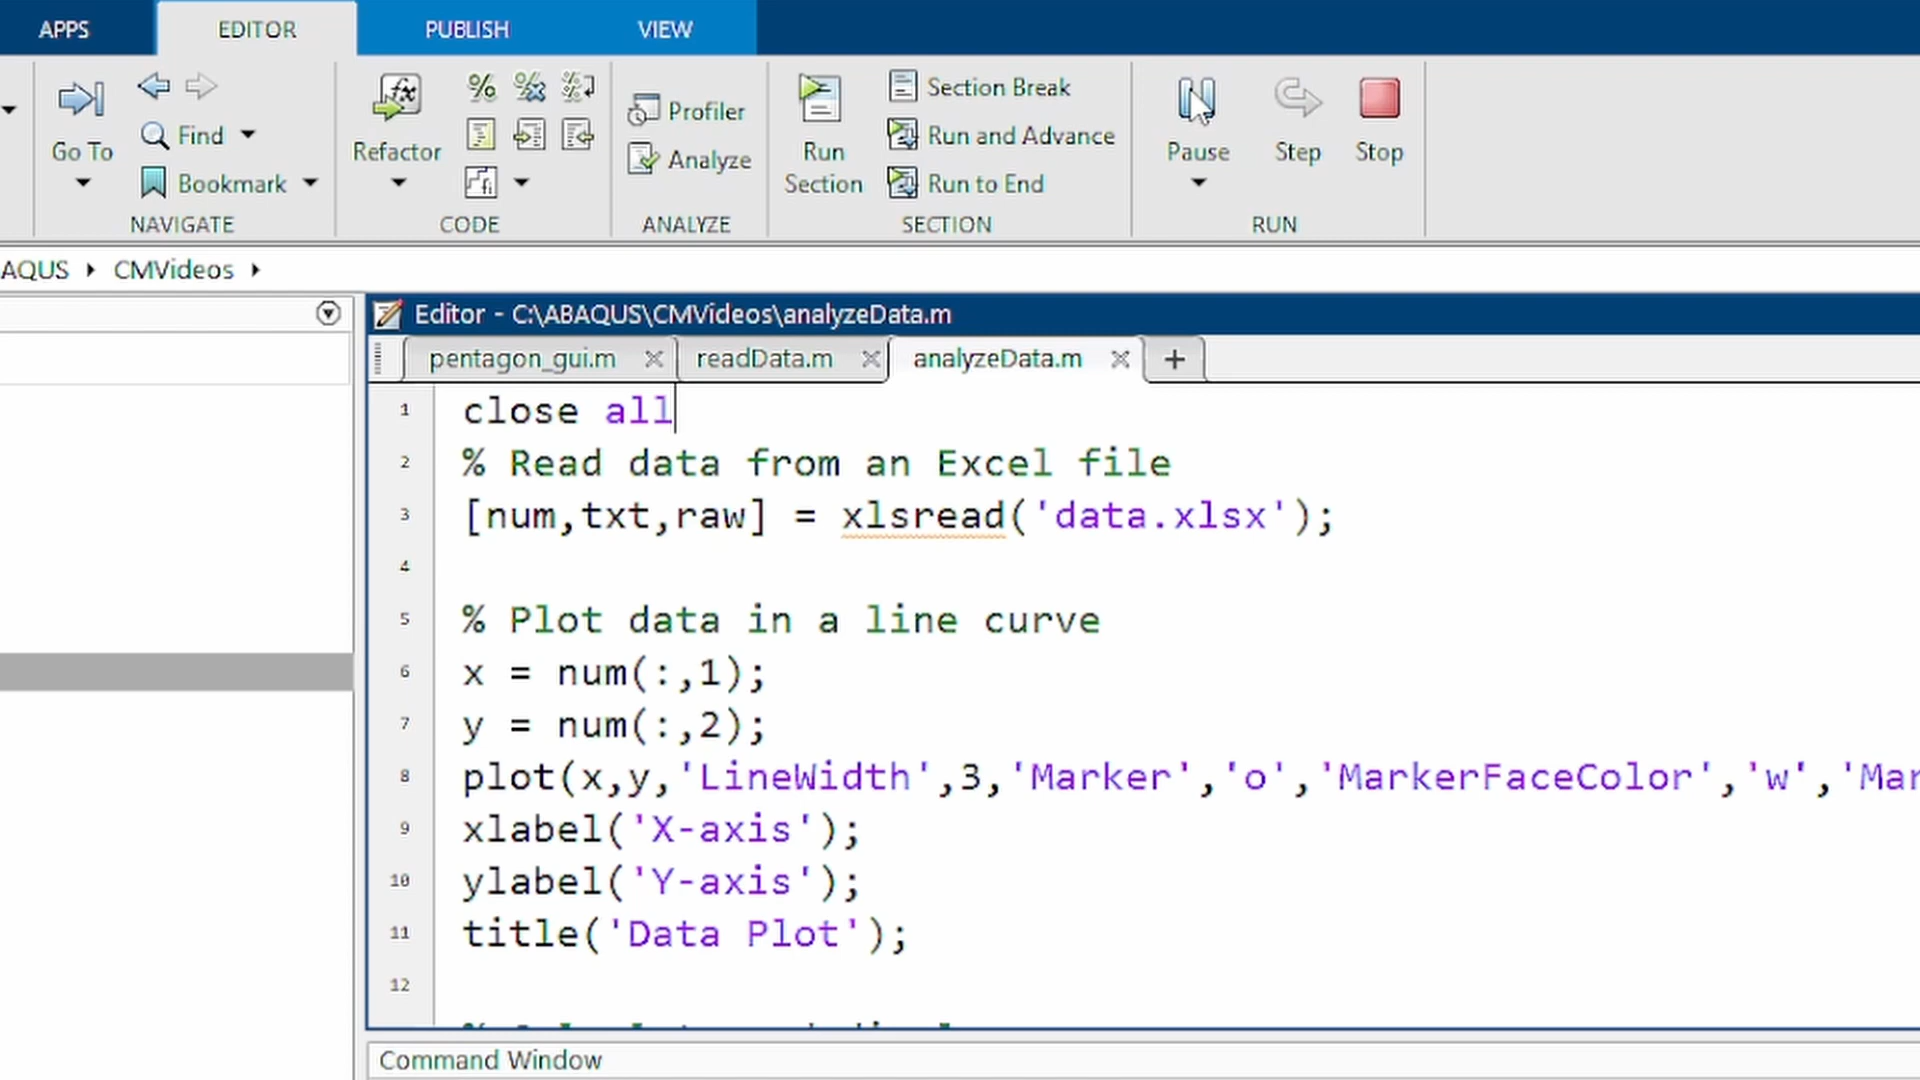 APPS EDITOR PUBLISH VIEW
Go To Find Bookmark
NAVIGATE
Refactor
CODE
Profiler
Analyze
ANALYZE
Run Section
Section Break
Run and Advance
Run to End
SECTION
Pause Step Stop
RUN
AQUS CMVideos
Editor - C:\ABAQUS\CMVideos\analyzeData.m
pentagon_gui.m readData.m analyzeData.m +
1 close all
2 % Read data from an Excel file
3 [num,txt,raw] = xlsread('data.xlsx');
4
5 % Plot data in a line curve
6 x = num(:,1);
7 y = num(:,2);
8 plot(x,y,'LineWidth',3,'Marker','o','MarkerFaceColor','w','Mar
9 xlabel('X-axis');
10 ylabel('Y-axis');
11 title('Data Plot');
12
Command Window